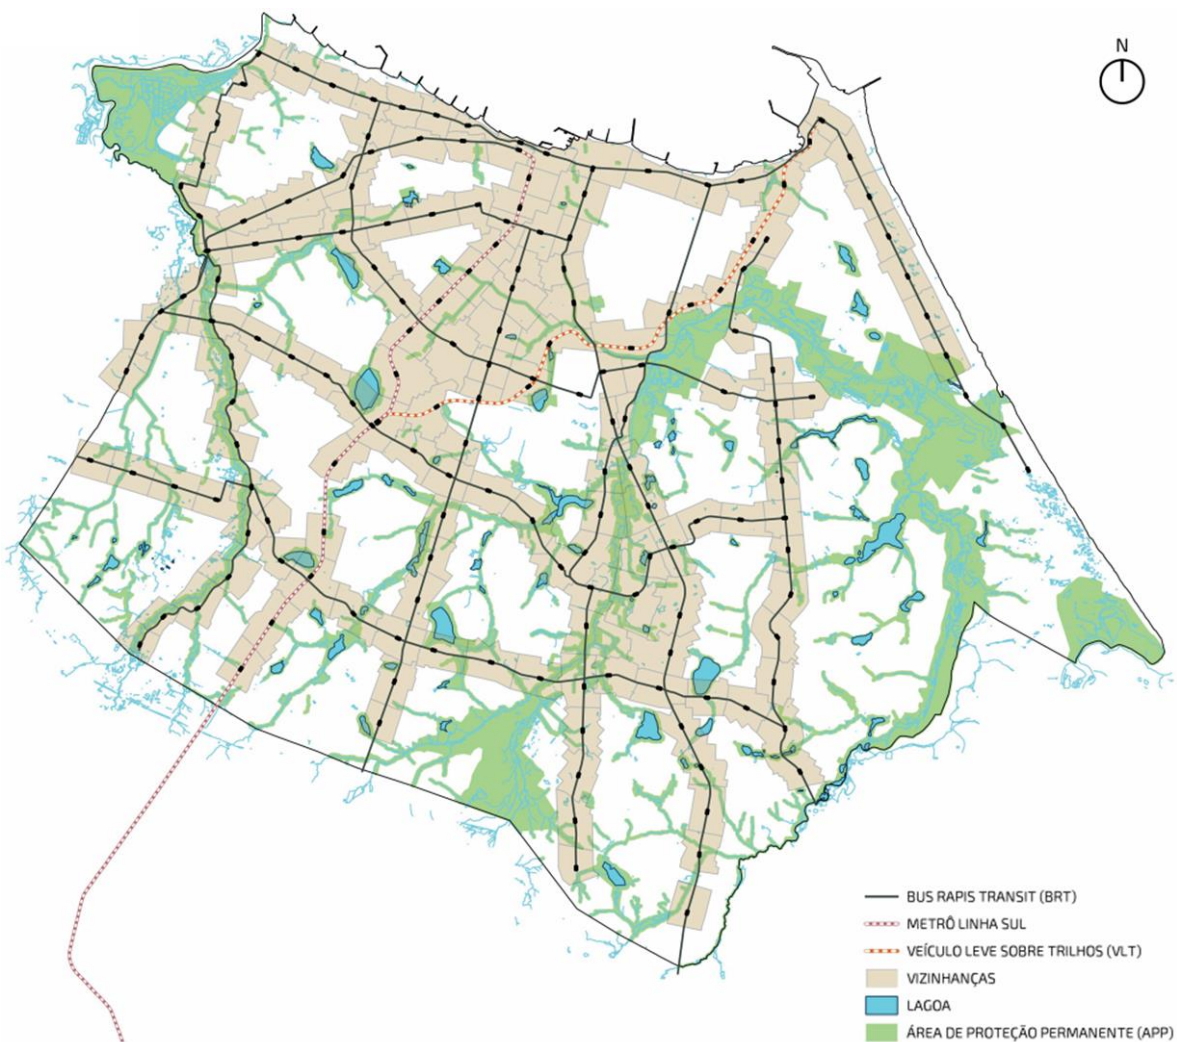 N
BUS RAPIS TRANSIT (BRT)
METRÔ LINHA SUL
VEÍCULO LEVE SOBRE TRILHOS (VLT)
VIZINHANÇAS
LAGOA
ÁREA DE PROTEÇÃO PERMANENTE (APP)